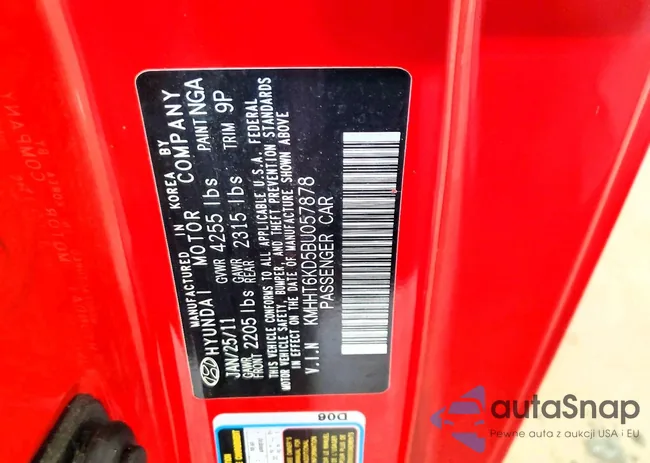 MANUFACTURED IN KOREA BY
HYUNDAI MOTOR COMPANY
JAN/25/11 GVWR 4255 lbs PAINT NGA
GAWR FRONT 2205 lbs GAWR REAR 2315 lbs TRIM 9P
THIS VEHICLE CONFORMS TO ALL APPLICABLE U.S.A. FEDERAL
MOTOR VEHICLE SAFETY, BUMPER, AND THEFT PREVENTION STANDARDS
IN EFFECT ON THE DATE OF MANUFACTURE SHOWN ABOVE
V.I.N KMHHT6KD5BU057878
PASSENGER CAR
D06
autaSnap
Pewne auta z aukcji USA i EU